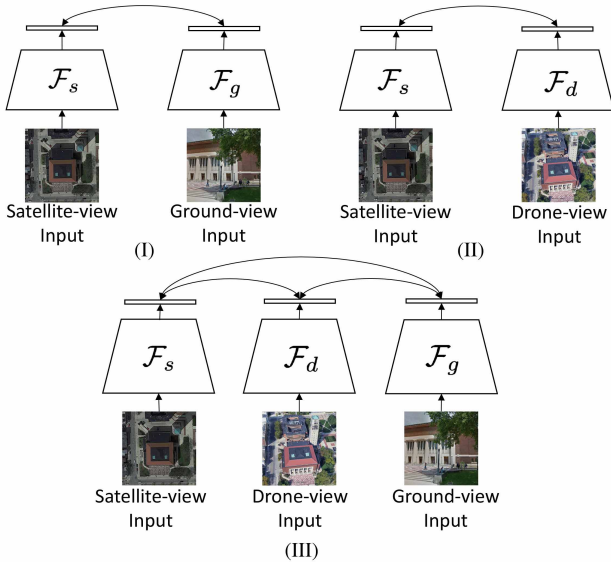 𝓕s 𝓕g 𝓕s 𝓕d
Satellite-view Ground-view Satellite-view Drone-view
Input Input Input Input
(I) (II)
𝓕s 𝓕d 𝓕g
Satellite-view Drone-view Ground-view
Input Input Input
(III)